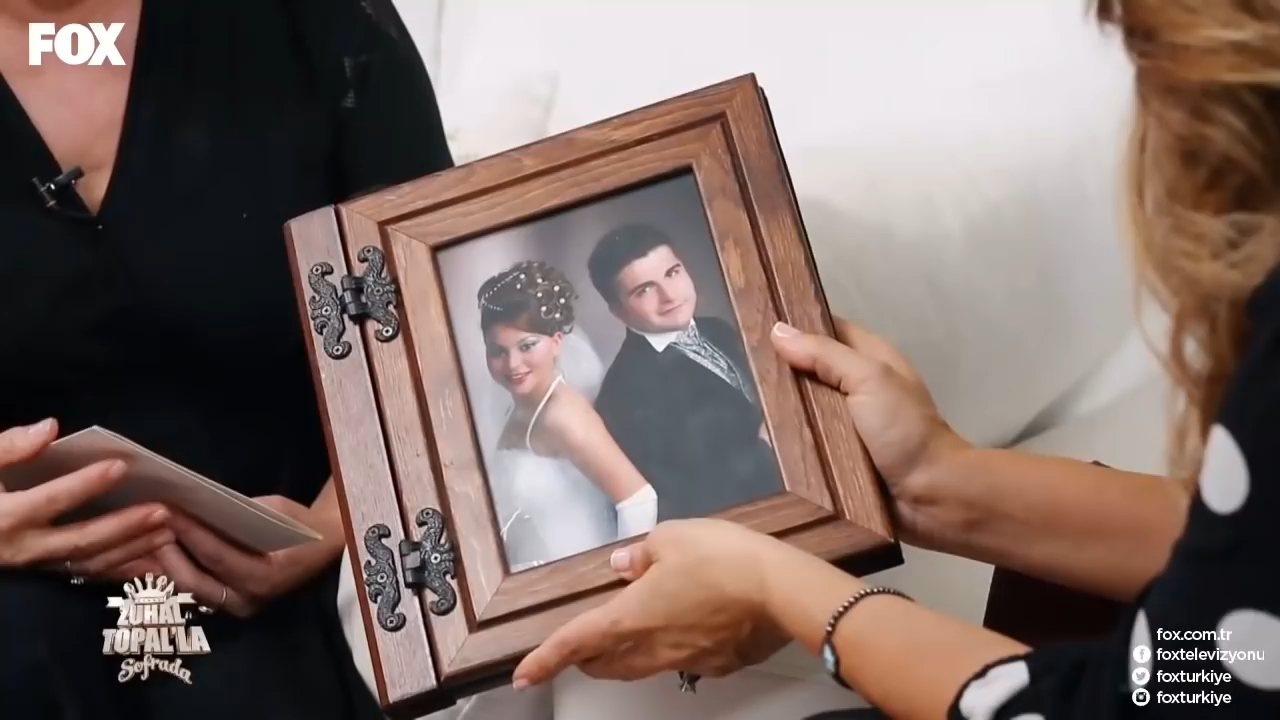 FOX
ZUHAL
TOPAL'LA
Sofrada
fox.com.tr
foxtelevizyonu
foxturkiye
foxturkiye